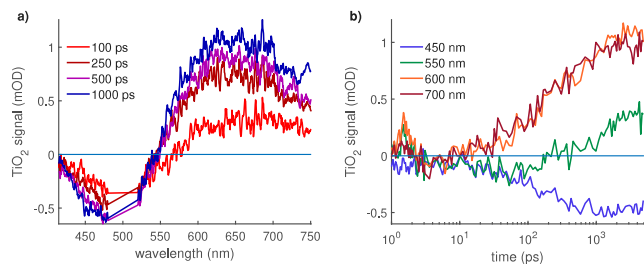 a)
TiO2 signal (mOD)
1
0.5
0
-0.5
100 ps
250 ps
500 ps
1000 ps
450 500 550 600 650 700 750
wavelength (nm)
b)
TiO2 signal (mOD)
1
0.5
0
-0.5
450 nm
550 nm
600 nm
700 nm
10^0 10^1 10^2 10^3
time (ps)